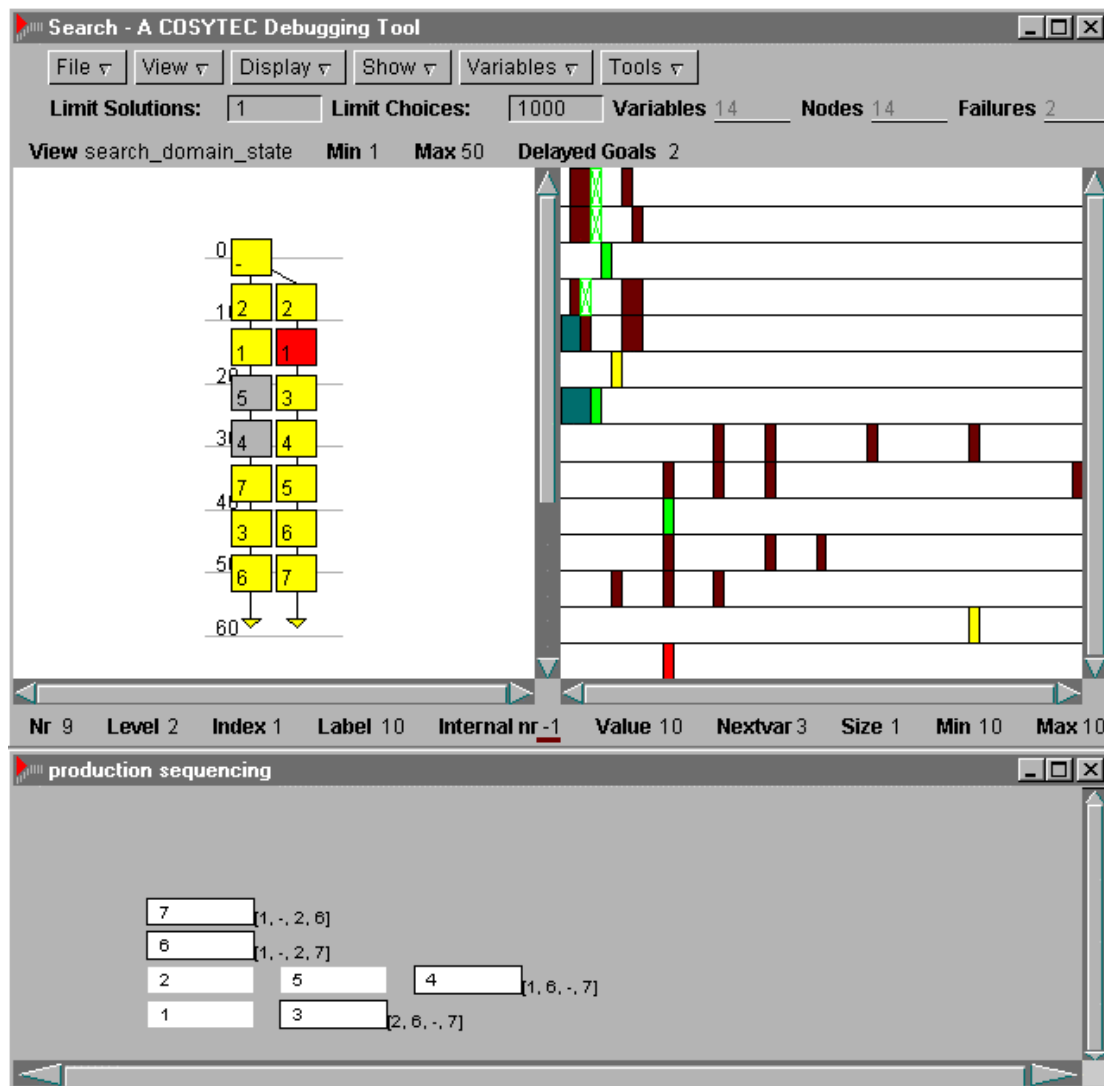 Search - A COSYTEC Debugging Tool
File View Display Show Variables Tools
Limit Solutions: 1 Limit Choices: 1000 Variables 14 Nodes 14 Failures 2
View search_domain_state Min 1 Max 50 Delayed Goals 2
0 -
10 2 2
1 1
20 5 3
30 4 4
7 5
40 3 6
50 6 7
60
Nr 9 Level 2 Index 1 Label 10 Internal nr -1 Value 10 Nextvar 3 Size 1 Min 10 Max 10
production sequencing
7 [1, -, 2, 6]
6 [1, -, 2, 7]
2 5 4 [1, 6, -, 7]
1 3 [2, 6, -, 7]